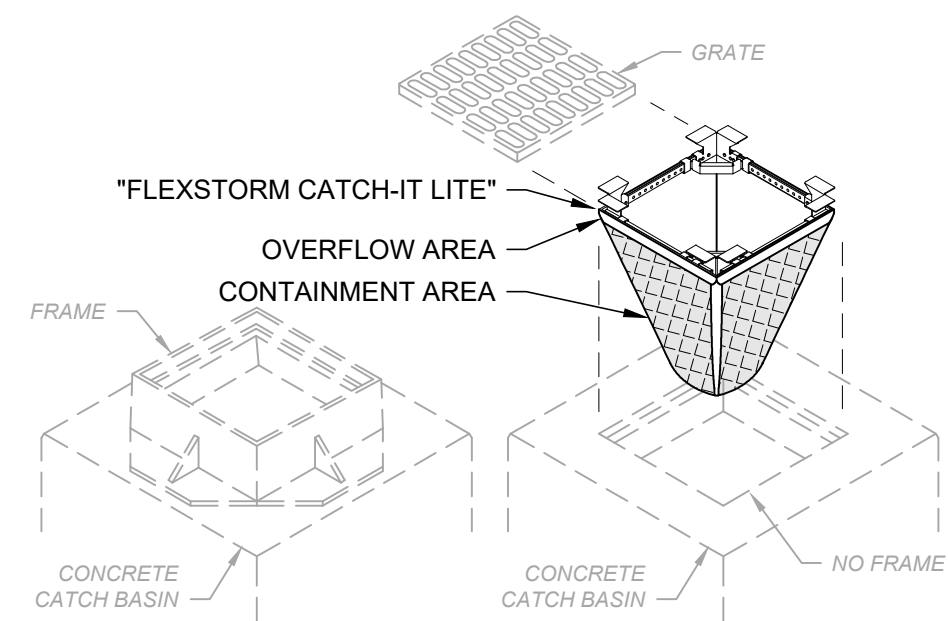 GRATE
"FLEXSTORM CATCH-IT LITE"
OVERFLOW AREA
CONTAINMENT AREA
FRAME
CONCRETE
CATCH BASIN
CONCRETE
CATCH BASIN
NO FRAME